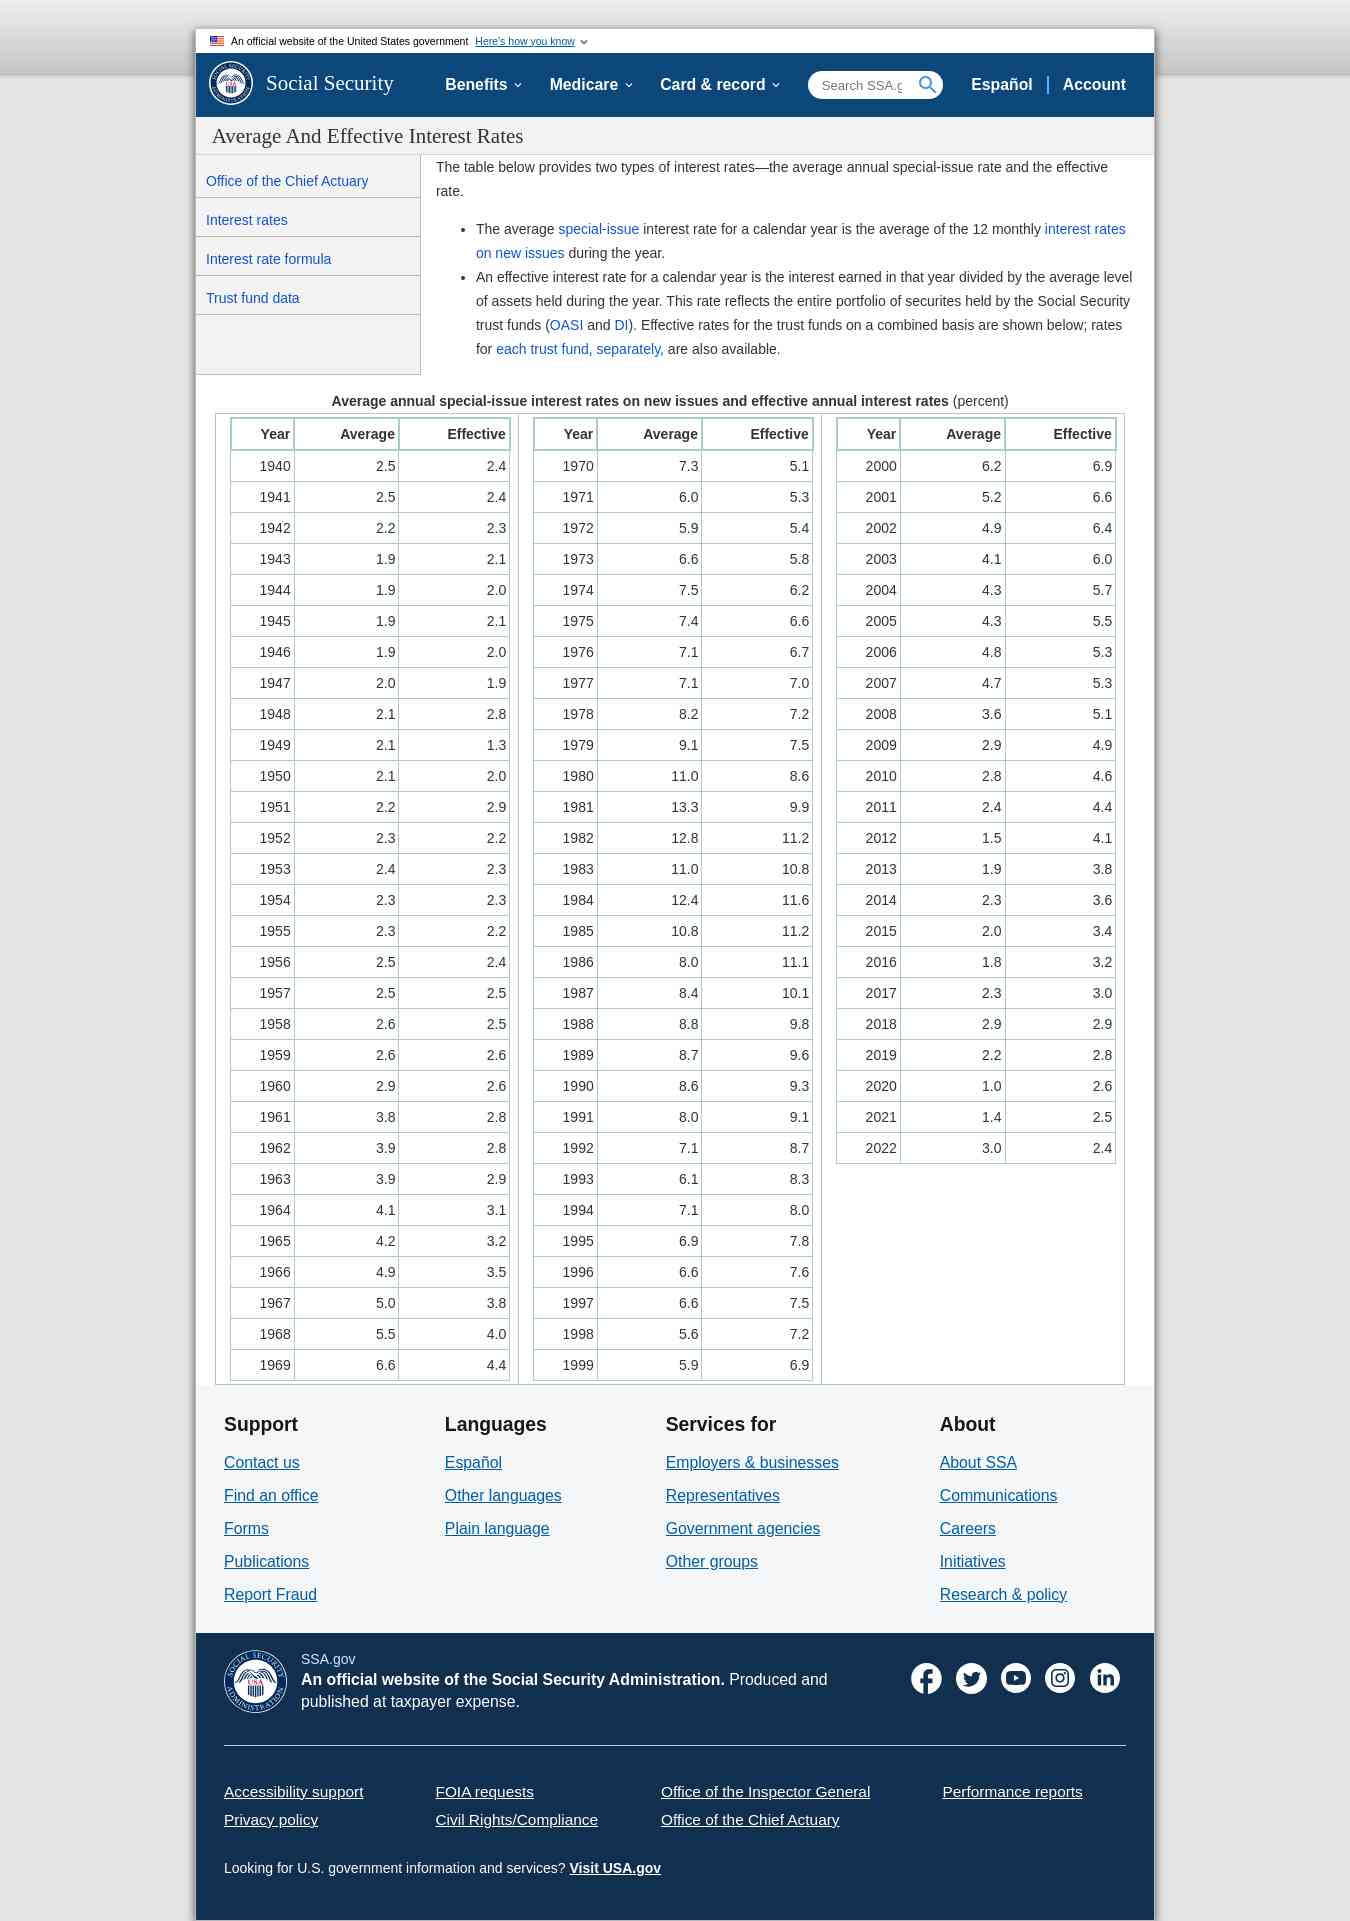 An official website of the United States government Here's how you know
Social Security Benefits Medicare Card & record Search SSA.g Español Account
Average And Effective Interest Rates
Office of the Chief Actuary
Interest rates
Interest rate formula
Trust fund data
The table below provides two types of interest rates—the average annual special-issue rate and the effective
rate.
• The average special-issue interest rate for a calendar year is the average of the 12 monthly interest rates
on new issues during the year.
• An effective interest rate for a calendar year is the interest earned in that year divided by the average level
of assets held during the year. This rate reflects the entire portfolio of securites held by the Social Security
trust funds (OASI and DI). Effective rates for the trust funds on a combined basis are shown below; rates
for each trust fund, separately, are also available.
Average annual special-issue interest rates on new issues and effective annual interest rates (percent)
Year Average Effective Year Average Effective Year Average Effective
1940 2.5 2.4 1970 7.3 5.1 2000 6.2 6.9
1941 2.5 2.4 1971 6.0 5.3 2001 5.2 6.6
1942 2.2 2.3 1972 5.9 5.4 2002 4.9 6.4
1943 1.9 2.1 1973 6.6 5.8 2003 4.1 6.0
1944 1.9 2.0 1974 7.5 6.2 2004 4.3 5.7
1945 1.9 2.1 1975 7.4 6.6 2005 4.3 5.5
1946 1.9 2.0 1976 7.1 6.7 2006 4.8 5.3
1947 2.0 1.9 1977 7.1 7.0 2007 4.7 5.3
1948 2.1 2.8 1978 8.2 7.2 2008 3.6 5.1
1949 2.1 1.3 1979 9.1 7.5 2009 2.9 4.9
1950 2.1 2.0 1980 11.0 8.6 2010 2.8 4.6
1951 2.2 2.9 1981 13.3 9.9 2011 2.4 4.4
1952 2.3 2.2 1982 12.8 11.2 2012 1.5 4.1
1953 2.4 2.3 1983 11.0 10.8 2013 1.9 3.8
1954 2.3 2.3 1984 12.4 11.6 2014 2.3 3.6
1955 2.3 2.2 1985 10.8 11.2 2015 2.0 3.4
1956 2.5 2.4 1986 8.0 11.1 2016 1.8 3.2
1957 2.5 2.5 1987 8.4 10.1 2017 2.3 3.0
1958 2.6 2.5 1988 8.8 9.8 2018 2.9 2.9
1959 2.6 2.6 1989 8.7 9.6 2019 2.2 2.8
1960 2.9 2.6 1990 8.6 9.3 2020 1.0 2.6
1961 3.8 2.8 1991 8.0 9.1 2021 1.4 2.5
1962 3.9 2.8 1992 7.1 8.7 2022 3.0 2.4
1963 3.9 2.9 1993 6.1 8.3
1964 4.1 3.1 1994 7.1 8.0
1965 4.2 3.2 1995 6.9 7.8
1966 4.9 3.5 1996 6.6 7.6
1967 5.0 3.8 1997 6.6 7.5
1968 5.5 4.0 1998 5.6 7.2
1969 6.6 4.4 1999 5.9 6.9
Support Languages Services for About
Contact us Español Employers & businesses About SSA
Find an office Other languages Representatives Communications
Forms Plain language Government agencies Careers
Publications Other groups Initiatives
Report Fraud Research & policy
SOCIAL SECURITY
USA
ADMINISTRATION
SSA.gov
An official website of the Social Security Administration. Produced and
published at taxpayer expense.
Accessibility support FOIA requests Office of the Inspector General Performance reports
Privacy policy Civil Rights/Compliance Office of the Chief Actuary
Looking for U.S. government information and services? Visit USA.gov